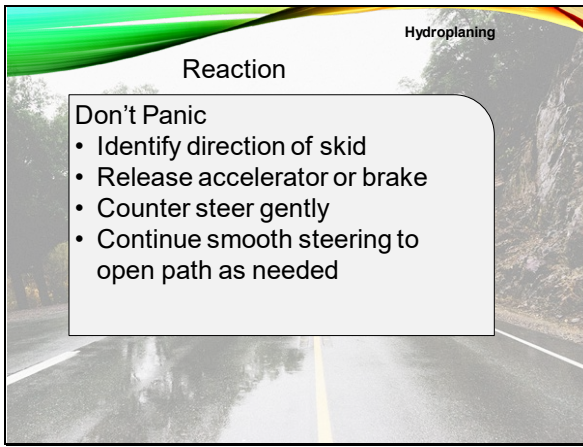 Hydroplaning
Reaction
Don’t Panic
• Identify direction of skid
• Release accelerator or brake
• Counter steer gently
• Continue smooth steering to
open path as needed